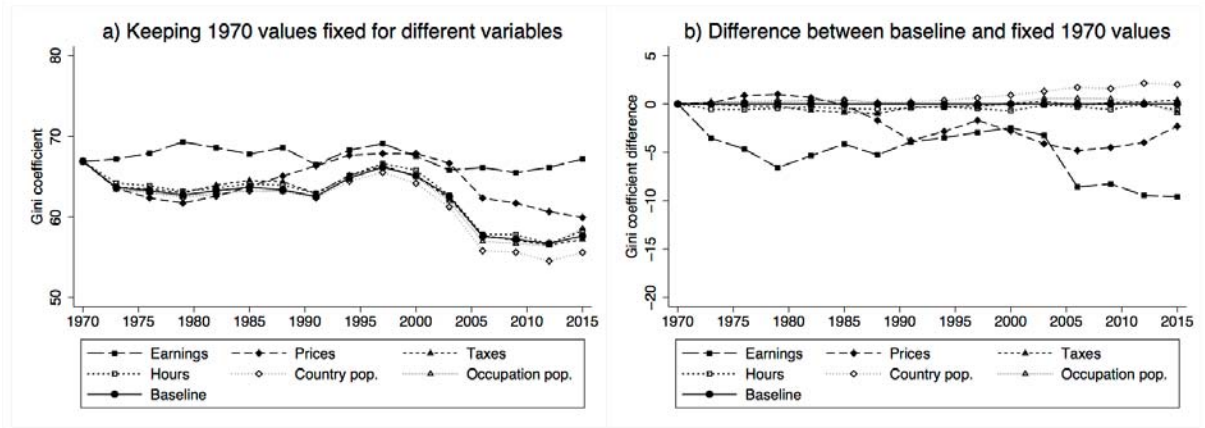 a) Keeping 1970 values fixed for different variables
80
70
60
50
Gini coefficient
1970 1975 1980 1985 1990 1995 2000 2005 2010 2015
Earnings Prices Taxes
Hours Country pop. Occupation pop.
Baseline
b) Difference between baseline and fixed 1970 values
5
0
-5
-10
-15
-20
Gini coefficient difference
1970 1975 1980 1985 1990 1995 2000 2005 2010 2015
Earnings Prices Taxes
Hours Country pop. Occupation pop.
Baseline